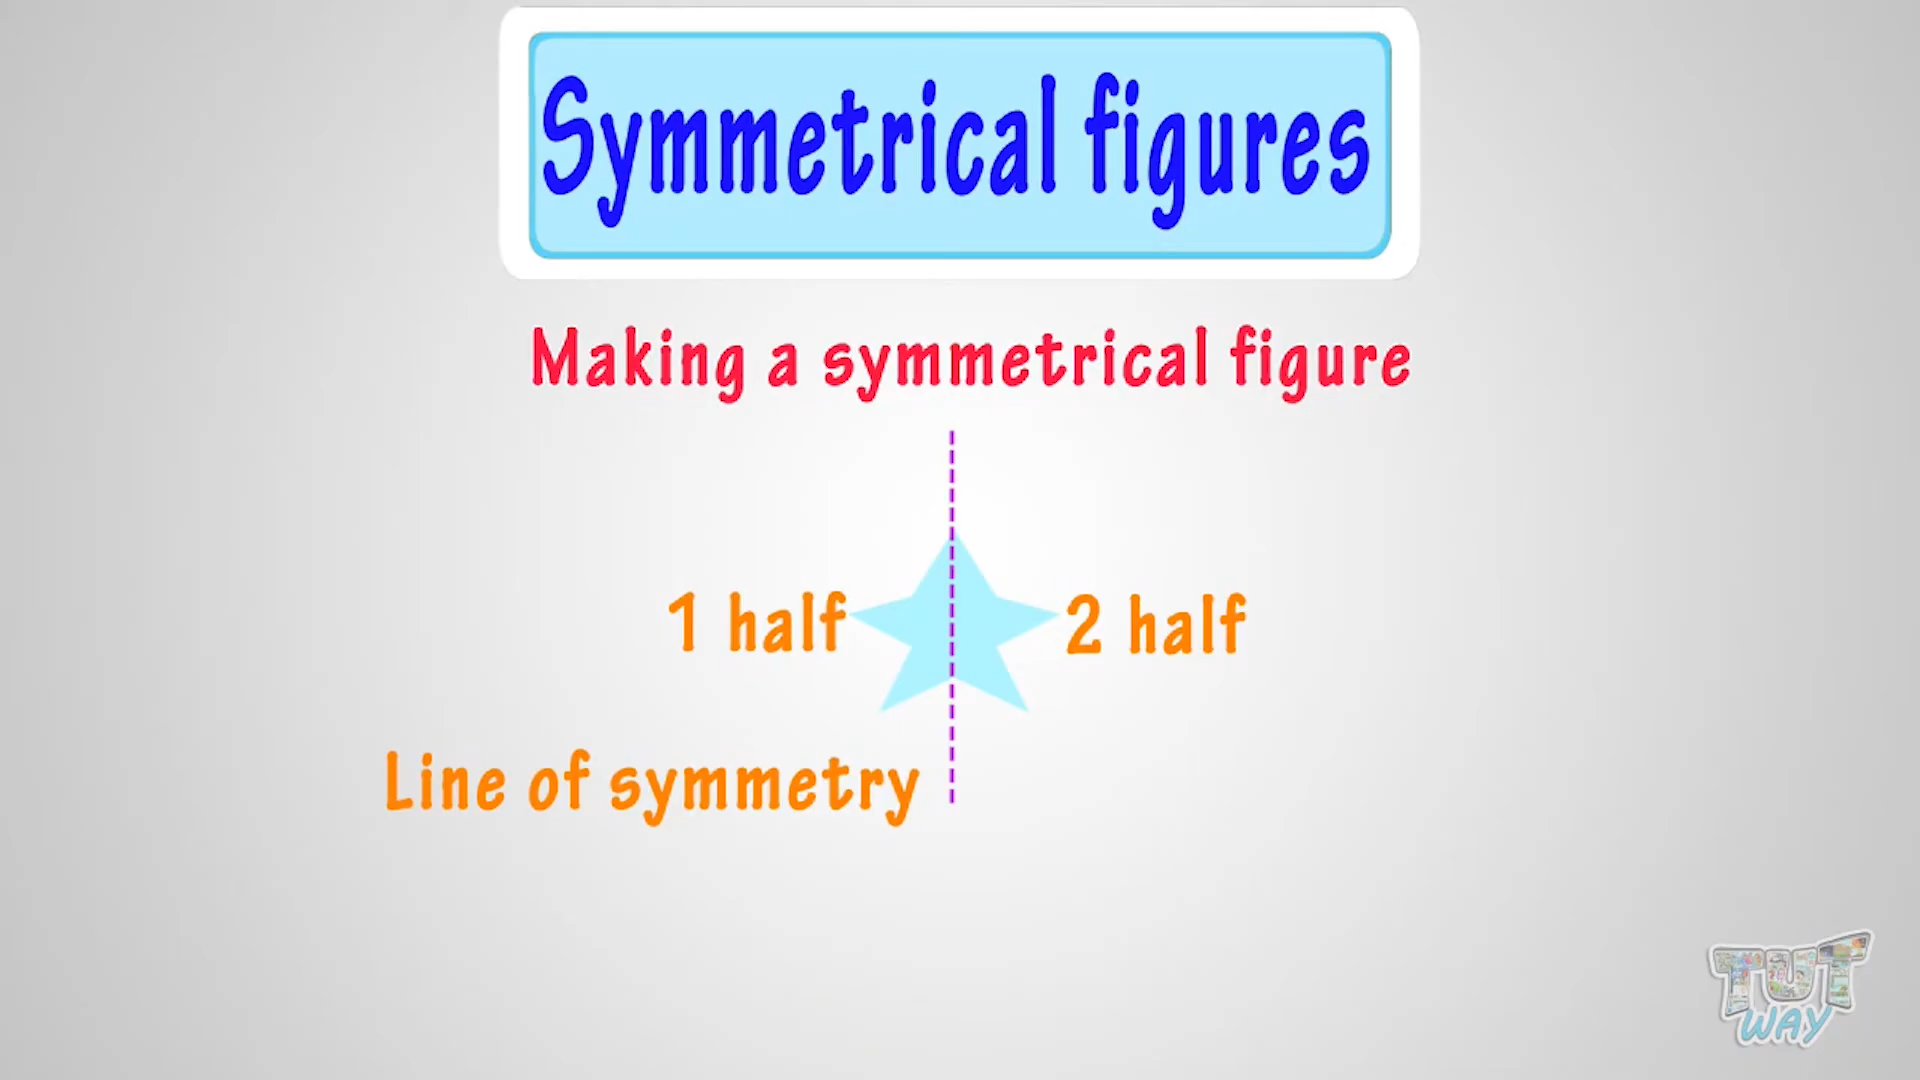 Symmetrical figures
Making a symmetrical figure
1 half 2 half
Line of symmetry
TUT
WAY